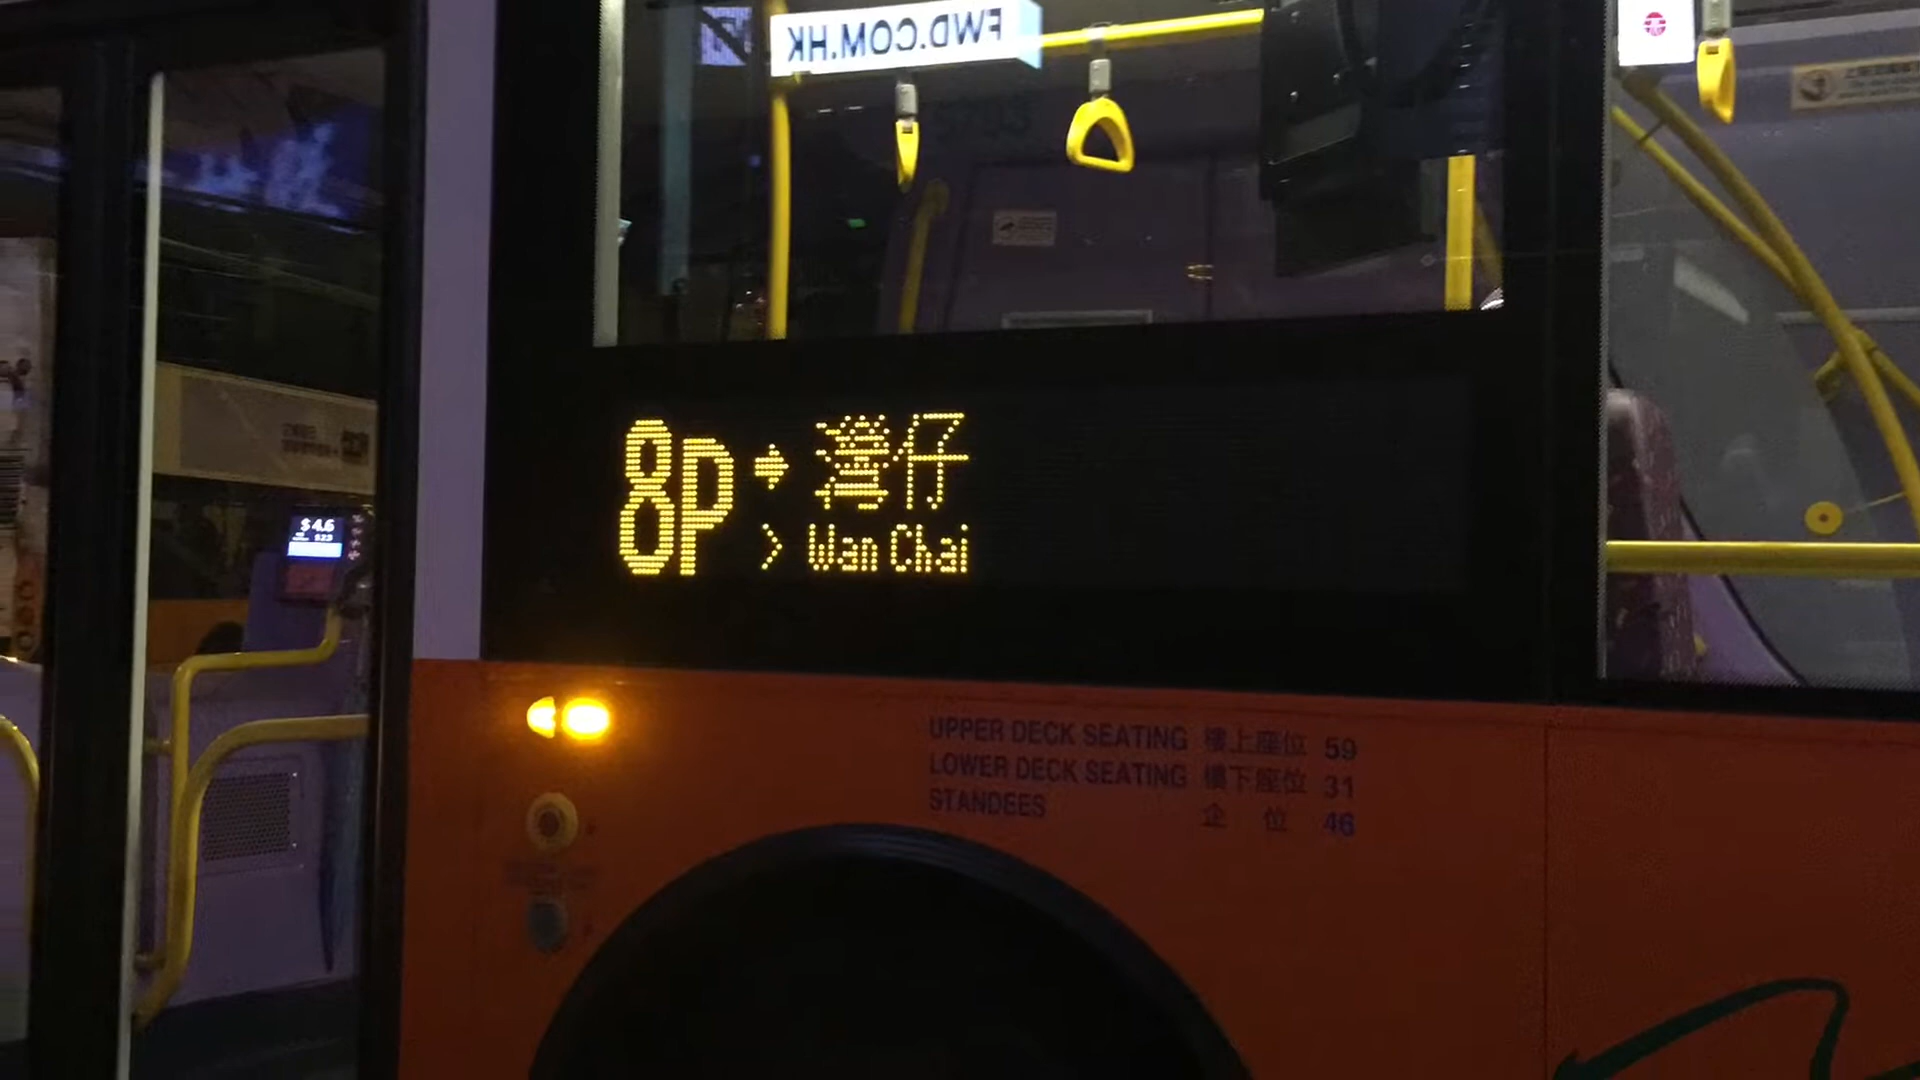 FWD.COM.HK
$4.6
8P → 灣仔
> Wan Chai
UPPER DECK SEATING 樓上座位 59
LOWER DECK SEATING 樓下座位 31
STANDEES 企 位 46